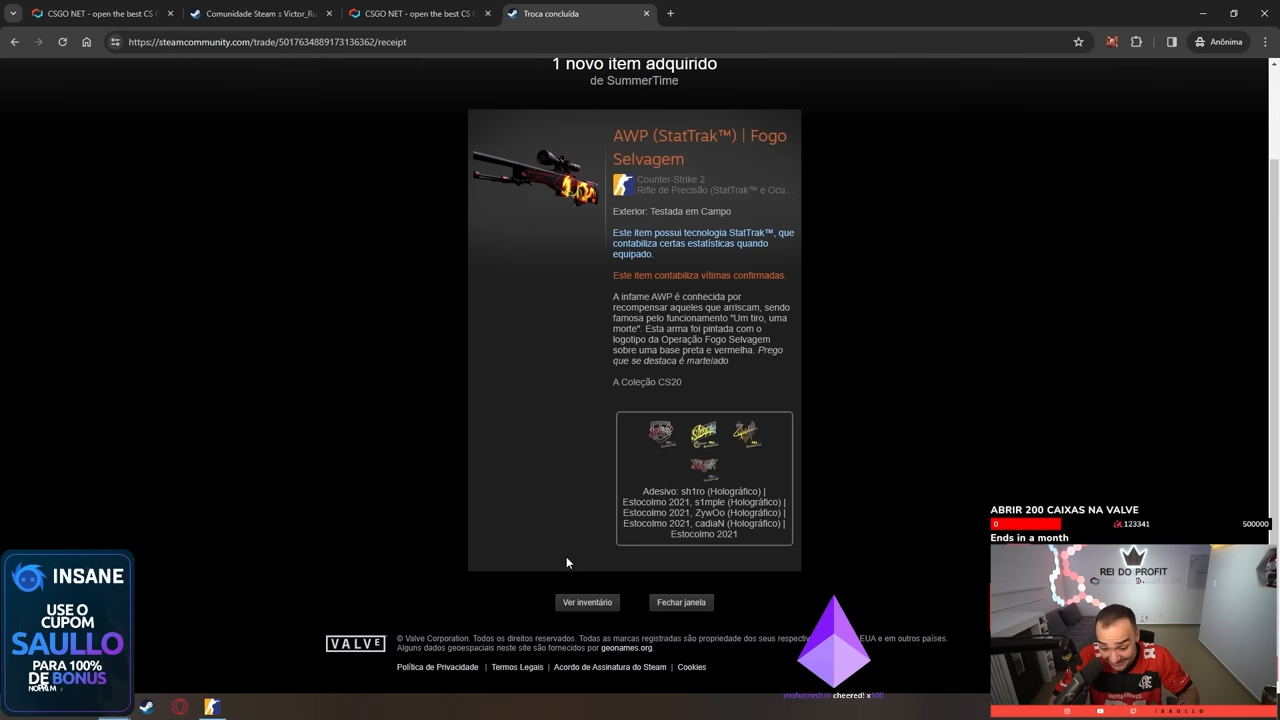 CSGO NET - open the best CS G
Comunidade Steam :: Victor_Ru
CSGO NET - open the best CS G
Troca concluída
https://steamcommunity.com/trade/5017634889173136362/receipt
Anônima
1 novo item adquirido
de SummerTime
AWP (StatTrak™) | Fogo
Selvagem
Counter-Strike 2
Rifle de Precisão (StatTrak™ e Ocu...
Exterior: Testada em Campo
Este item possui tecnologia StatTrak™, que
contabiliza certas estatísticas quando
equipado.
Este item contabiliza vítimas confirmadas.
A infame AWP é conhecida por
recompensar aqueles que arriscam, sendo
famosa pelo funcionamento "Um tiro, uma
morte". Esta arma foi pintada com o
logotipo da Operação Fogo Selvagem
sobre uma base preta e vermelha. Prego
que se destaca é martelado
A Coleção CS20
Adesivo: sh1ro (Holográfico) |
Estocolmo 2021, s1mple (Holográfico) |
Estocolmo 2021, ZywOo (Holográfico) |
Estocolmo 2021, cadiaN (Holográfico) |
Estocolmo 2021
Ver inventário
Fechar janela
VALVE
© Valve Corporation. Todos os direitos reservados. Todas as marcas registradas são propriedade dos seus respectiv EUA e em outros países.
Alguns dados geoespaciais neste site são fornecidos por geonames.org.
Política de Privacidade | Termos Legais | Acordo de Assinatura do Steam | Cookies
INSANE
USE O
CUPOM
SAULLO
PARA 100%
DE BONUS
cheered! x100
ABRIR 200 CAIXAS NA VALVE
0
123341
500000
Ends in a month
REI DO PROFIT
/SAULLO